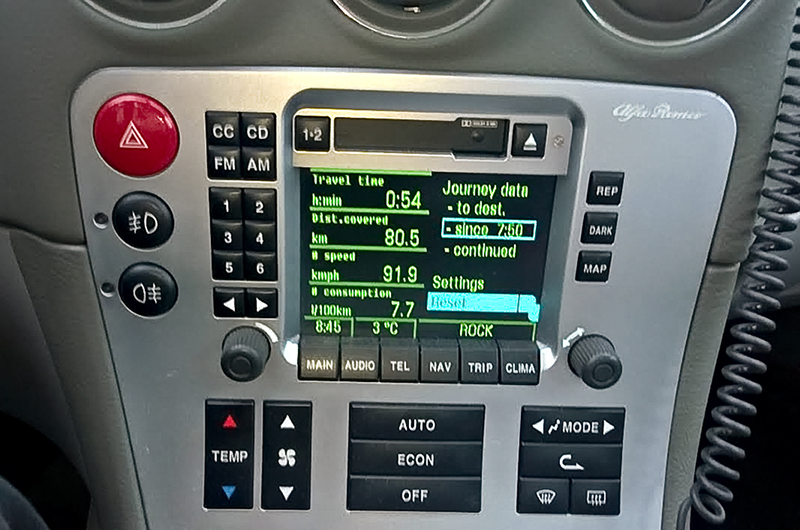 Alfa Romeo
CC CD
FM AM
1•2
1 2
3 4
5 6
REP
DARK
MAP
Travel time
h:min 0:54
Dist.covered
km 80.5
# speed
kmph 91.9
# consumption
l/100km 7.7
8:45 3 ºC ROCK
Journey data
- to dest.
- since 7:50
- continued
Settings
Reset
MAIN AUDIO TEL NAV TRIP CLIMA
TEMP
AUTO
ECON
OFF
MODE